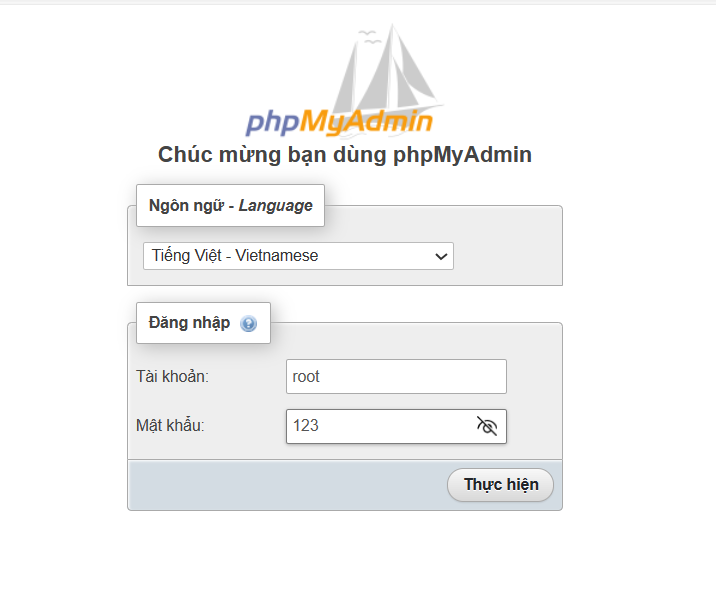 phpMyAdmin
Chúc mừng bạn dùng phpMyAdmin
Ngôn ngữ - Language
Tiếng Việt - Vietnamese
Đăng nhập
Tài khoản: root
Mật khẩu: 123
Thực hiện